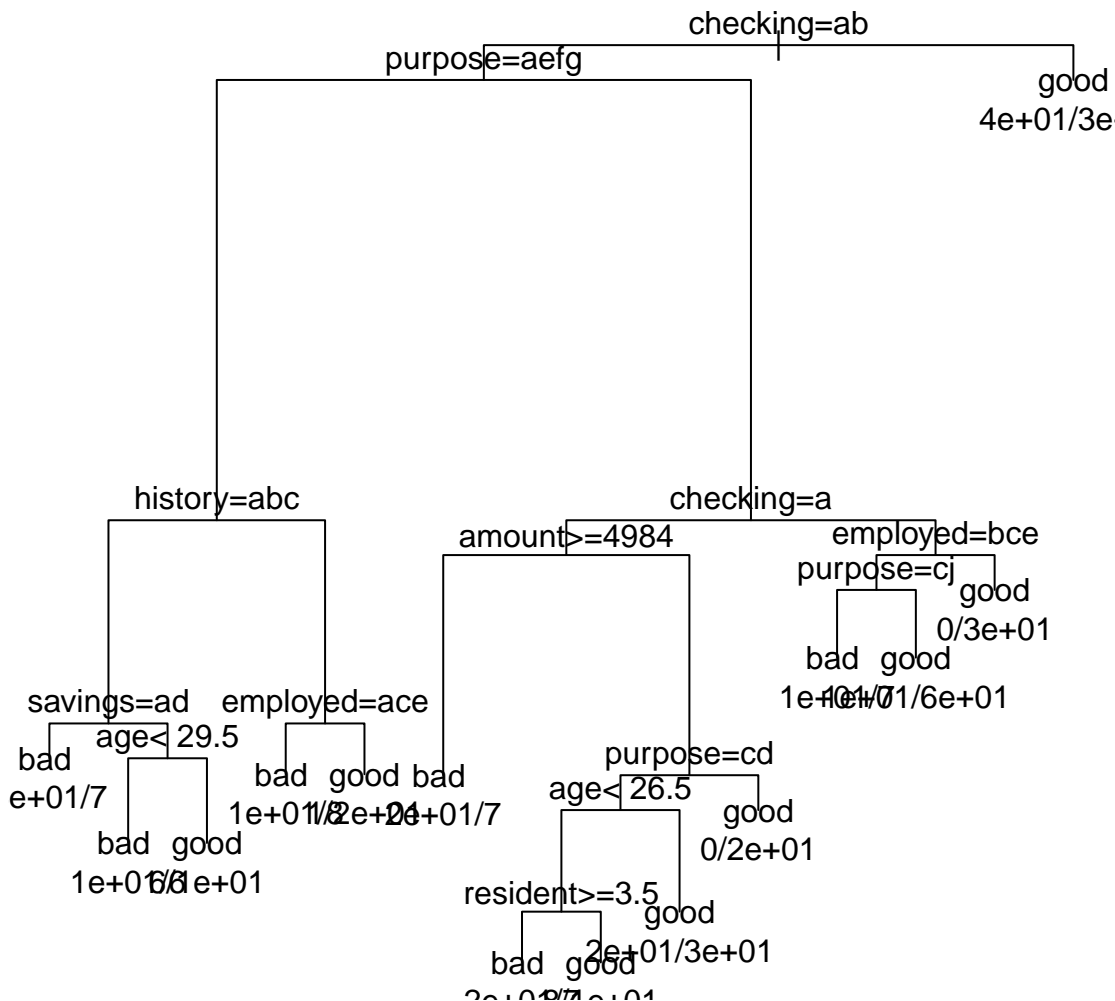 checking=ab
purpose=aefg
good
4e+01/3e
history=abc
checking=a
amount>=4984
employed=bce
purpose=cj
good
0/3e+01
bad
good
savings=ad
employed=ace
age< 29.5
bad
e+01/7
bad
good
bad
purpose=cd
age< 26.5
good
0/2e+01
bad
good
resident>=3.5
good
2e+01/3e+01
bad
good